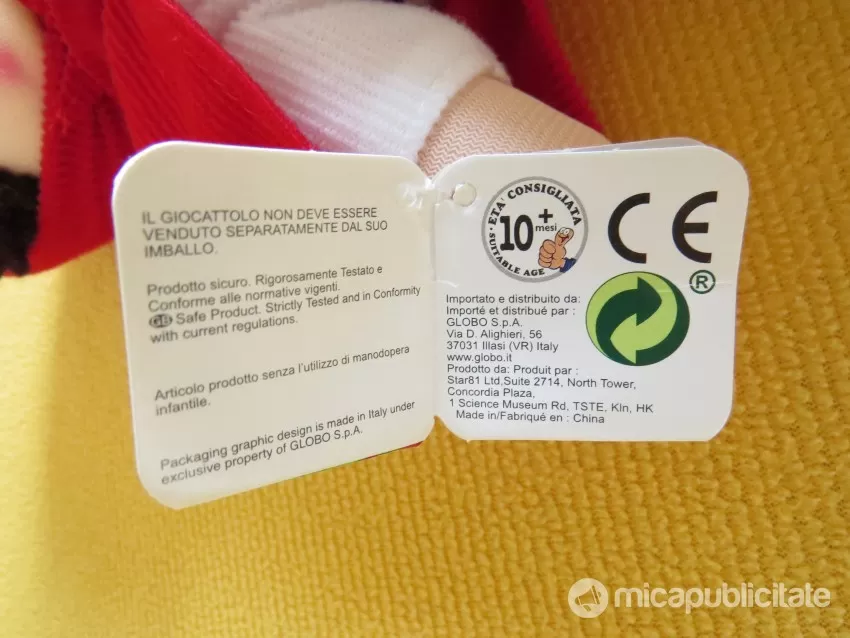 IL GIOCATTOLO NON DEVE ESSERE
VENDUTO SEPARATAMENTE DAL SUO
IMBALLO.
Prodotto sicuro. Rigorosamente Testato e
Conforme alle normative vigenti.
GB Safe Product. Strictly Tested and in Conformity
with current regulations.
Articolo prodotto senza l'utilizzo di manodopera
infantile.
Packaging graphic design is made in Italy under
exclusive property of GLOBO S.p.A.
ETA' CONSIGLIATA
10+
mesi
SUITABLE AGE
CE
®
Importato e distribuito da:
Importé et distribué par :
GLOBO S.p.A.
Via D. Alighieri, 56
37031 Illasi (VR) Italy
www.globo.it
Prodotto da: Produit par :
Star81 Ltd,Suite 2714, North Tower,
Concordia Plaza,
1 Science Museum Rd, TSTE, Kln, HK
Made in/Fabriqué en : China
micapublicitate